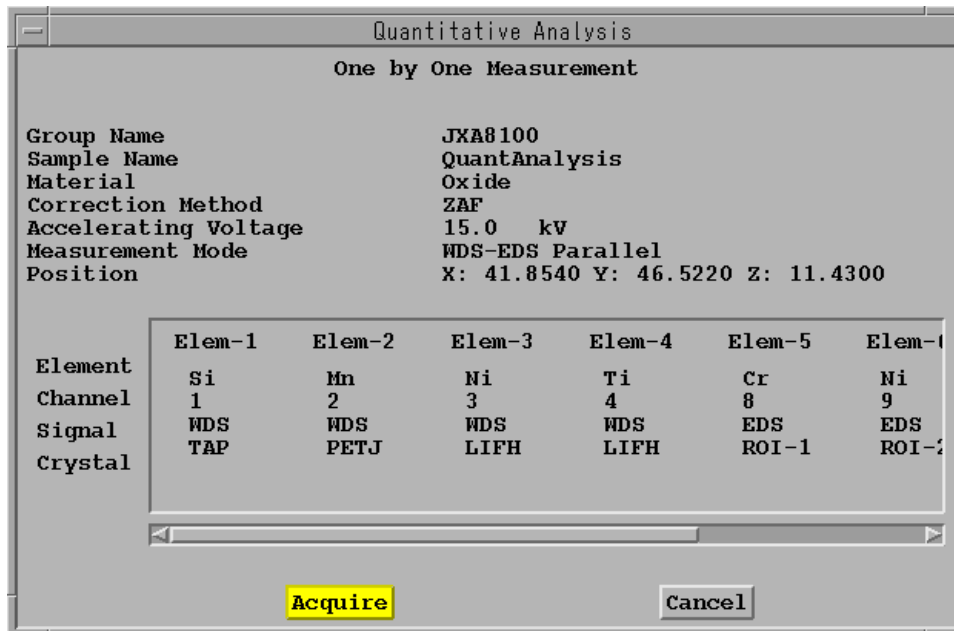 Quantitative Analysis
One by One Measurement
Group Name JXA8100
Sample Name QuantAnalysis
Material Oxide
Correction Method ZAF
Accelerating Voltage 15.0 kV
Measurement Mode WDS-EDS Parallel
Position X: 41.8540 Y: 46.5220 Z: 11.4300
Elem-1 Elem-2 Elem-3 Elem-4 Elem-5 Elem-
Element Si Mn Ni Ti Cr Ni
Channel 1 2 3 4 8 9
Signal WDS WDS WDS WDS EDS EDS
Crystal TAP PETJ LIFH LIFH ROI-1 ROI-2
Acquire Cancel